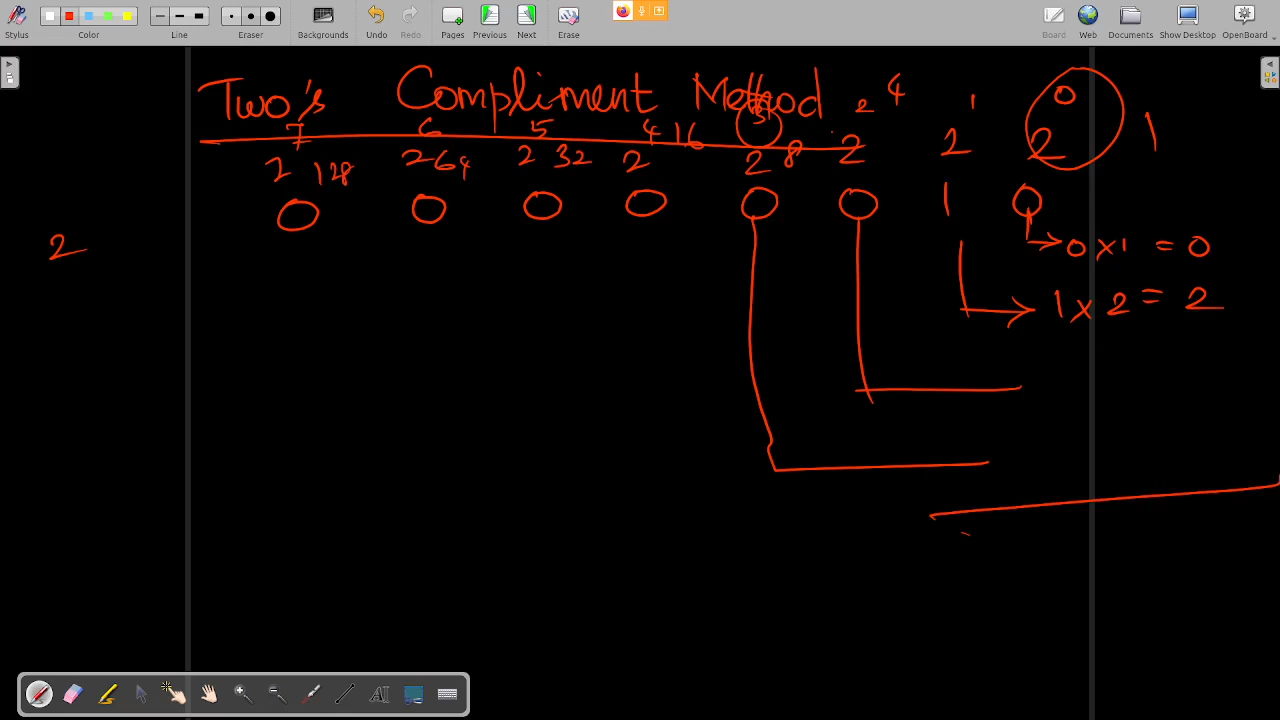 Stylus Color Line Eraser Backgrounds Undo Redo Pages Previous Next Erase Board Web Documents Show Desktop OpenBoard
Two's Compliment Method
7 6 5 4 3 2 1 0
2 128 2 64 2 32 2 16 2 8 2 4 2 2 1
0 0 0 0 0 0 1 0
2
0 × 1 = 0
1 × 2 = 2